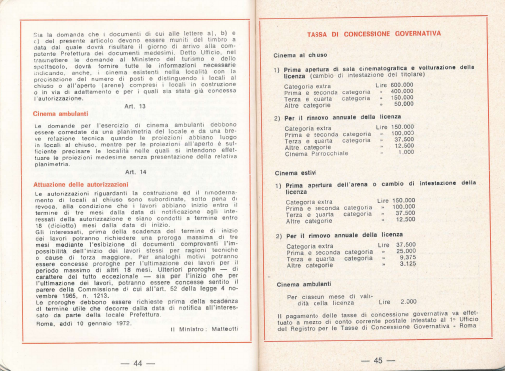 Sia la domanda che i documenti di cui alle lettere a), b) e
c) del presente articolo devono essere muniti del timbro a
data dal quale dovrà risultare il giorno di arrivo alla com-
petente Prefettura dei documenti medesimi. Detto Ufficio, nel
trasmettere le domande al Ministero del turismo e dello
spettacolo, dovrà fornire tutte le informazioni necessarie
indicando, anche, i cinema esistenti nella località con la
precisazione del numero di posti e distinguendo i locali al
chiuso o all'aperto (arene) compresi i locali in costruzione
o in via di adattamento e per i quali sia stata già concessa
l'autorizzazione.
Art. 13
Cinema ambulanti
Le domande per l'esercizio di cinema ambulanti debbono
essere corredate da una planimetria del locale e da una bre-
ve relazione tecnica quando le proiezioni abbiano luogo
in locali al chiuso, mentre per le proiezioni all'aperto è suf-
ficiente precisare le località nelle quali si intendono effet-
tuare le proiezioni medesime senza presentazione della relativa
planimetria.
Art. 14
Attuazione delle autorizzazioni
Le autorizzazioni riguardanti la costruzione ed il rimoderna-
mento di locali al chiuso sono subordinate, sotto pena di
revoca, alla condizione che i lavori abbiano inizio entro il
termine di tre mesi dalla data di notificazione agli inte-
ressati della autorizzazione e siano condotti a termine entro
18 (diciotto) mesi dalla data di inizio.
Gli interessati, prima della scadenza del termine di inizio
dei lavori potranno richiedere una proroga massima di tre
mesi mediante l'esibizione di documenti comprovanti l'im-
possibilità dell'inizio dei lavori stessi per ragioni tecniche
o cause di forza maggiore. Per analoghi motivi potranno
essere concesse proroghe per l'ultimazione dei lavori per il
periodo massimo di altri 18 mesi. Ulteriori proroghe — di
carattere del tutto eccezionale — sia per l'inizio che per
l'ultimazione dei lavori, potranno essere concesse sentito il
parere della Commissione di cui all'art. 52 della legge 4 no-
vembre 1965, n. 1213.
Le proroghe debbono essere richieste prima della scadenza
del termine utile che decorre dalla data di notifica all'interes-
sato da parte della locale Prefettura.
Roma, addì 10 gennaio 1972.
Il Ministro: Matteotti
— 44 —
TASSA DI CONCESSIONE GOVERNATIVA
Cinema al chiuso
1) Prima apertura di sala cinematografica e volturazione della
licenza (cambio di intestazione del titolare)
Categoria extra Lire 600.000
Prima e seconda categoria » 400.000
Terza e quarta categoria » 150.000
Altre categorie » 50.000
2) Per il rinnovo annuale della licenza
Categoria extra Lire 150.000
Prima e seconda categoria » 100.000
Terza e quarta categoria » 37.500
Altre categorie » 12.500
Cinema Parrocchiale » 1.000
Cinema estivi
1) Prima apertura dell'arena o cambio di intestazione della
licenza
Categoria extra Lire 150.000
Prima e seconda categoria » 100.000
Terza e quarta categoria » 37.500
Altre categorie » 12.500
2) Per il rinnovo annuale della licenza
Categoria extra Lire 37.500
Prima e seconda categoria » 25.000
Terza e quarta categoria » 9.375
Altre categorie » 3.125
Cinema ambulanti
Per ciascun mese di vali-
dità della licenza Lire 2.000
Il pagamento delle tasse di concessione governativa va effet-
tuato a mezzo di conto corrente postale intestato al 1° Ufficio
del Registro per le Tasse di Concessione Governativa - Roma
— 45 —